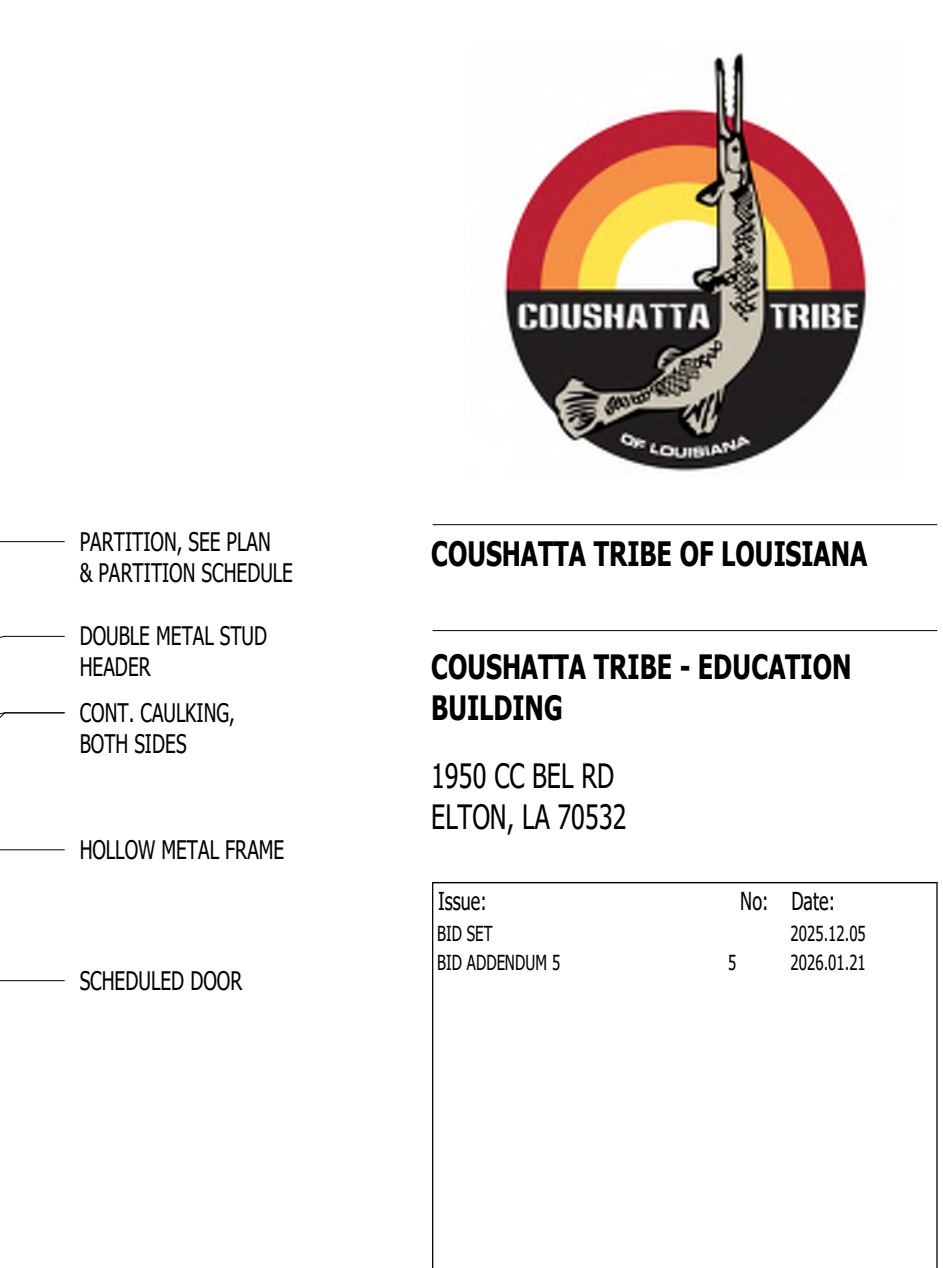 COUSHATTA TRIBE
OF LOUISIANA
PARTITION, SEE PLAN
& PARTITION SCHEDULE
DOUBLE METAL STUD
HEADER
CONT. CAULKING,
BOTH SIDES
HOLLOW METAL FRAME
SCHEDULED DOOR
COUSHATTA TRIBE OF LOUISIANA
COUSHATTA TRIBE - EDUCATION
BUILDING
1950 CC BEL RD
ELTON, LA 70532
Issue: No: Date:
BID SET 2025.12.05
BID ADDENDUM 5 5 2026.01.21